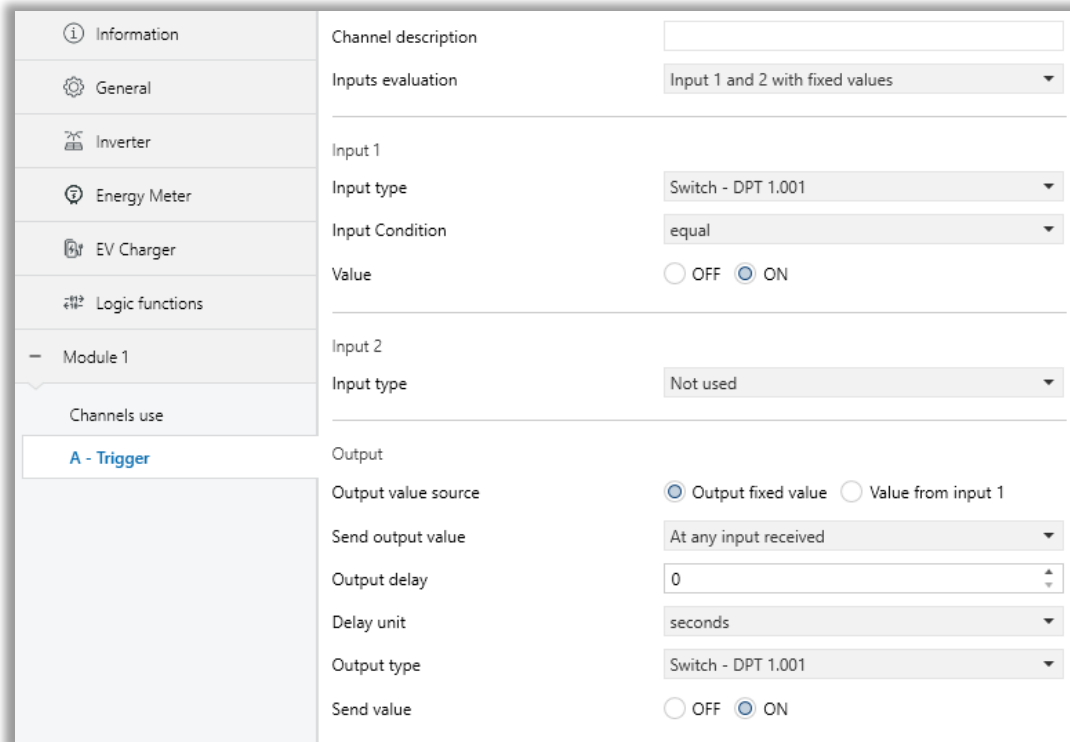 Information
General
Inverter
Energy Meter
EV Charger
Logic functions
Module 1
Channels use
A - Trigger
Channel description
Inputs evaluation Input 1 and 2 with fixed values
Input 1
Input type Switch - DPT 1.001
Input Condition equal
Value OFF ON
Input 2
Input type Not used
Output
Output value source Output fixed value Value from input 1
Send output value At any input received
Output delay 0
Delay unit seconds
Output type Switch - DPT 1.001
Send value OFF ON